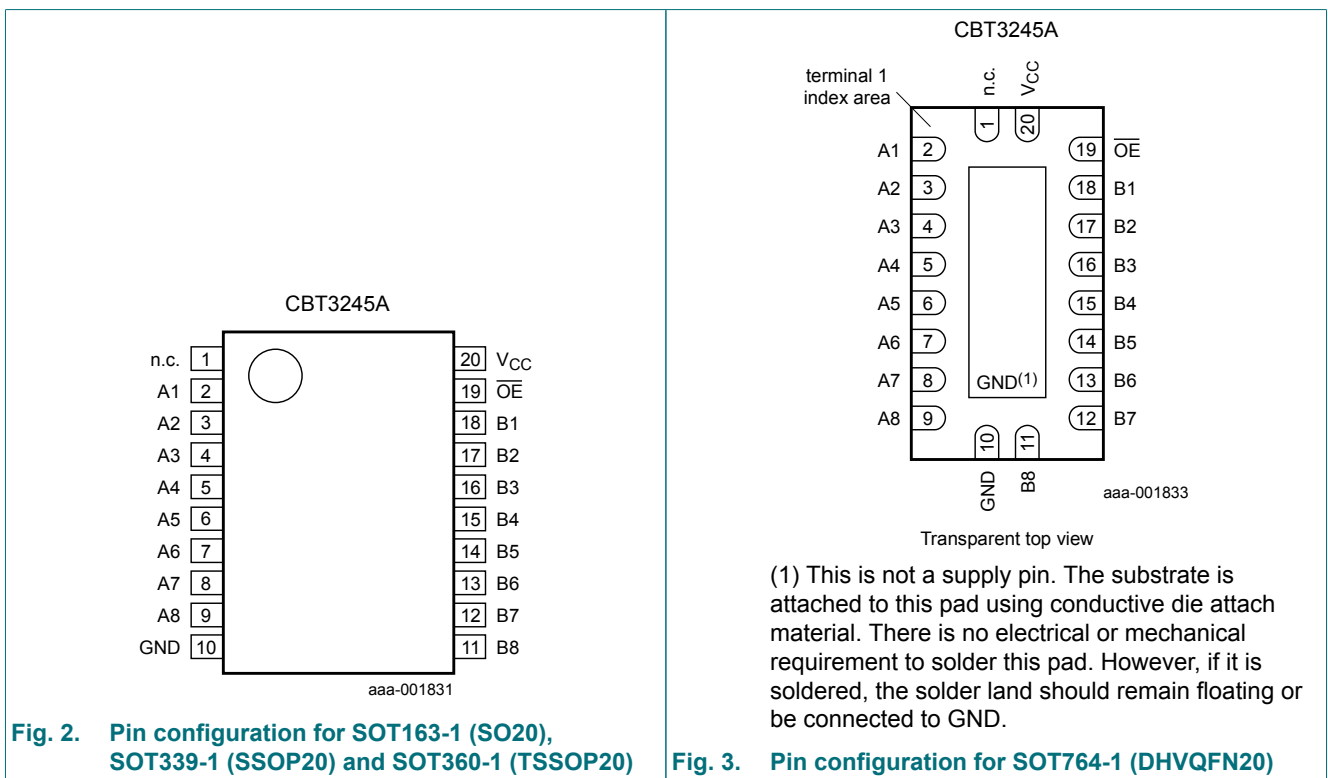 CBT3245A
n.c. 1
A1 2
A2 3
A3 4
A4 5
A5 6
A6 7
A7 8
A8 9
GND 10
20 VCC
19 OE
18 B1
17 B2
16 B3
15 B4
14 B5
13 B6
12 B7
11 B8
aaa-001831
Fig. 2. Pin configuration for SOT163-1 (SO20),
SOT339-1 (SSOP20) and SOT360-1 (TSSOP20)
CBT3245A
terminal 1
index area
n.c. VCC
1 20
A1 2
A2 3
A3 4
A4 5
A5 6
A6 7
A7 8
A8 9
19 OE
18 B1
17 B2
16 B3
15 B4
14 B5
13 B6
12 B7
GND(1)
10 11
GND B8
aaa-001833
Transparent top view
(1) This is not a supply pin. The substrate is
attached to this pad using conductive die attach
material. There is no electrical or mechanical
requirement to solder this pad. However, if it is
soldered, the solder land should remain floating or
be connected to GND.
Fig. 3. Pin configuration for SOT764-1 (DHVQFN20)